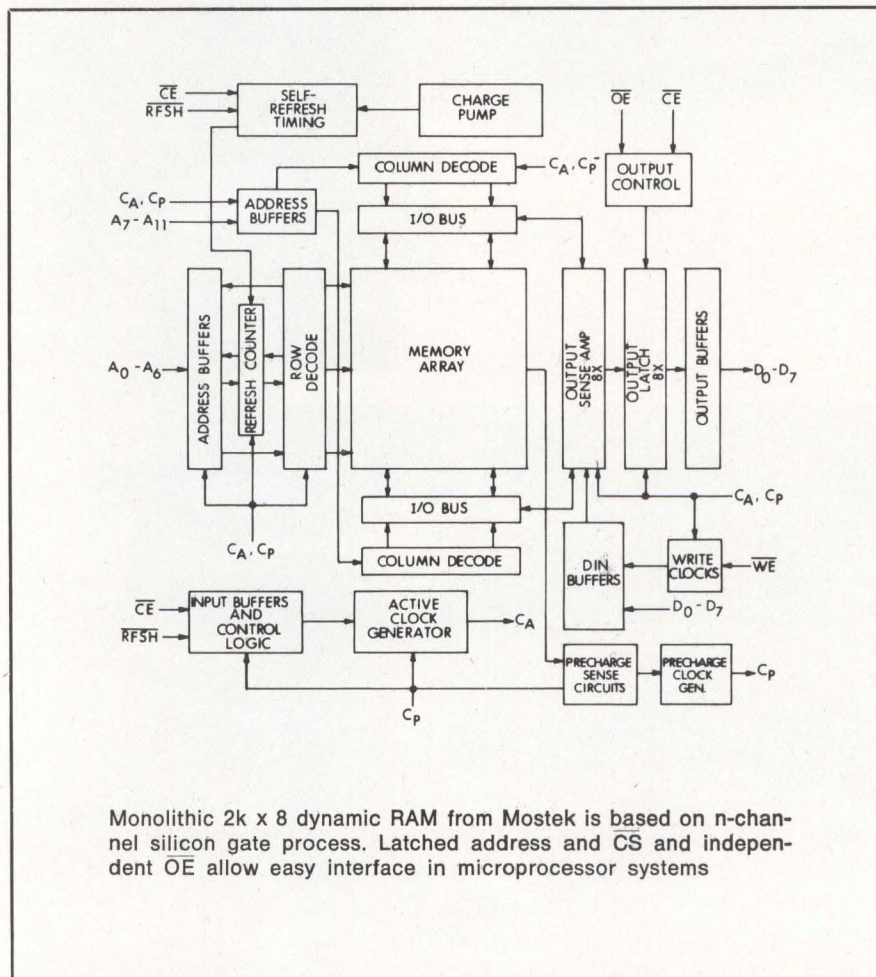 CE
RFSH
SELF-
REFRESH
TIMING
CHARGE
PUMP
OE
CE
OUTPUT
CONTROL
COLUMN DECODE
CA, CP-
CA, CP
A7-A11
ADDRESS
BUFFERS
I/O BUS
A0-A6
ADDRESS BUFFERS
REFRESH COUNTER
ROW
DECODE
MEMORY
ARRAY
OUTPUT
SENSE AMP
8X
OUTPUT
LATCH
8X
OUTPUT BUFFERS
D0-D7
CA, CP
I/O BUS
CA, CP
COLUMN DECODE
DIN
BUFFERS
WRITE
CLOCKS
WE
D0-D7
CE
RFSH
INPUT BUFFERS
AND
CONTROL
LOGIC
ACTIVE
CLOCK
GENERATOR
CA
PRECHARGE
SENSE
CIRCUITS
PRECHARGE
CLOCK
GEN.
CP
CP
Monolithic 2k x 8 dynamic RAM from Mostek is based on n-chan-
nel silicon gate process. Latched address and CS and indepen-
dent OE allow easy interface in microprocessor systems